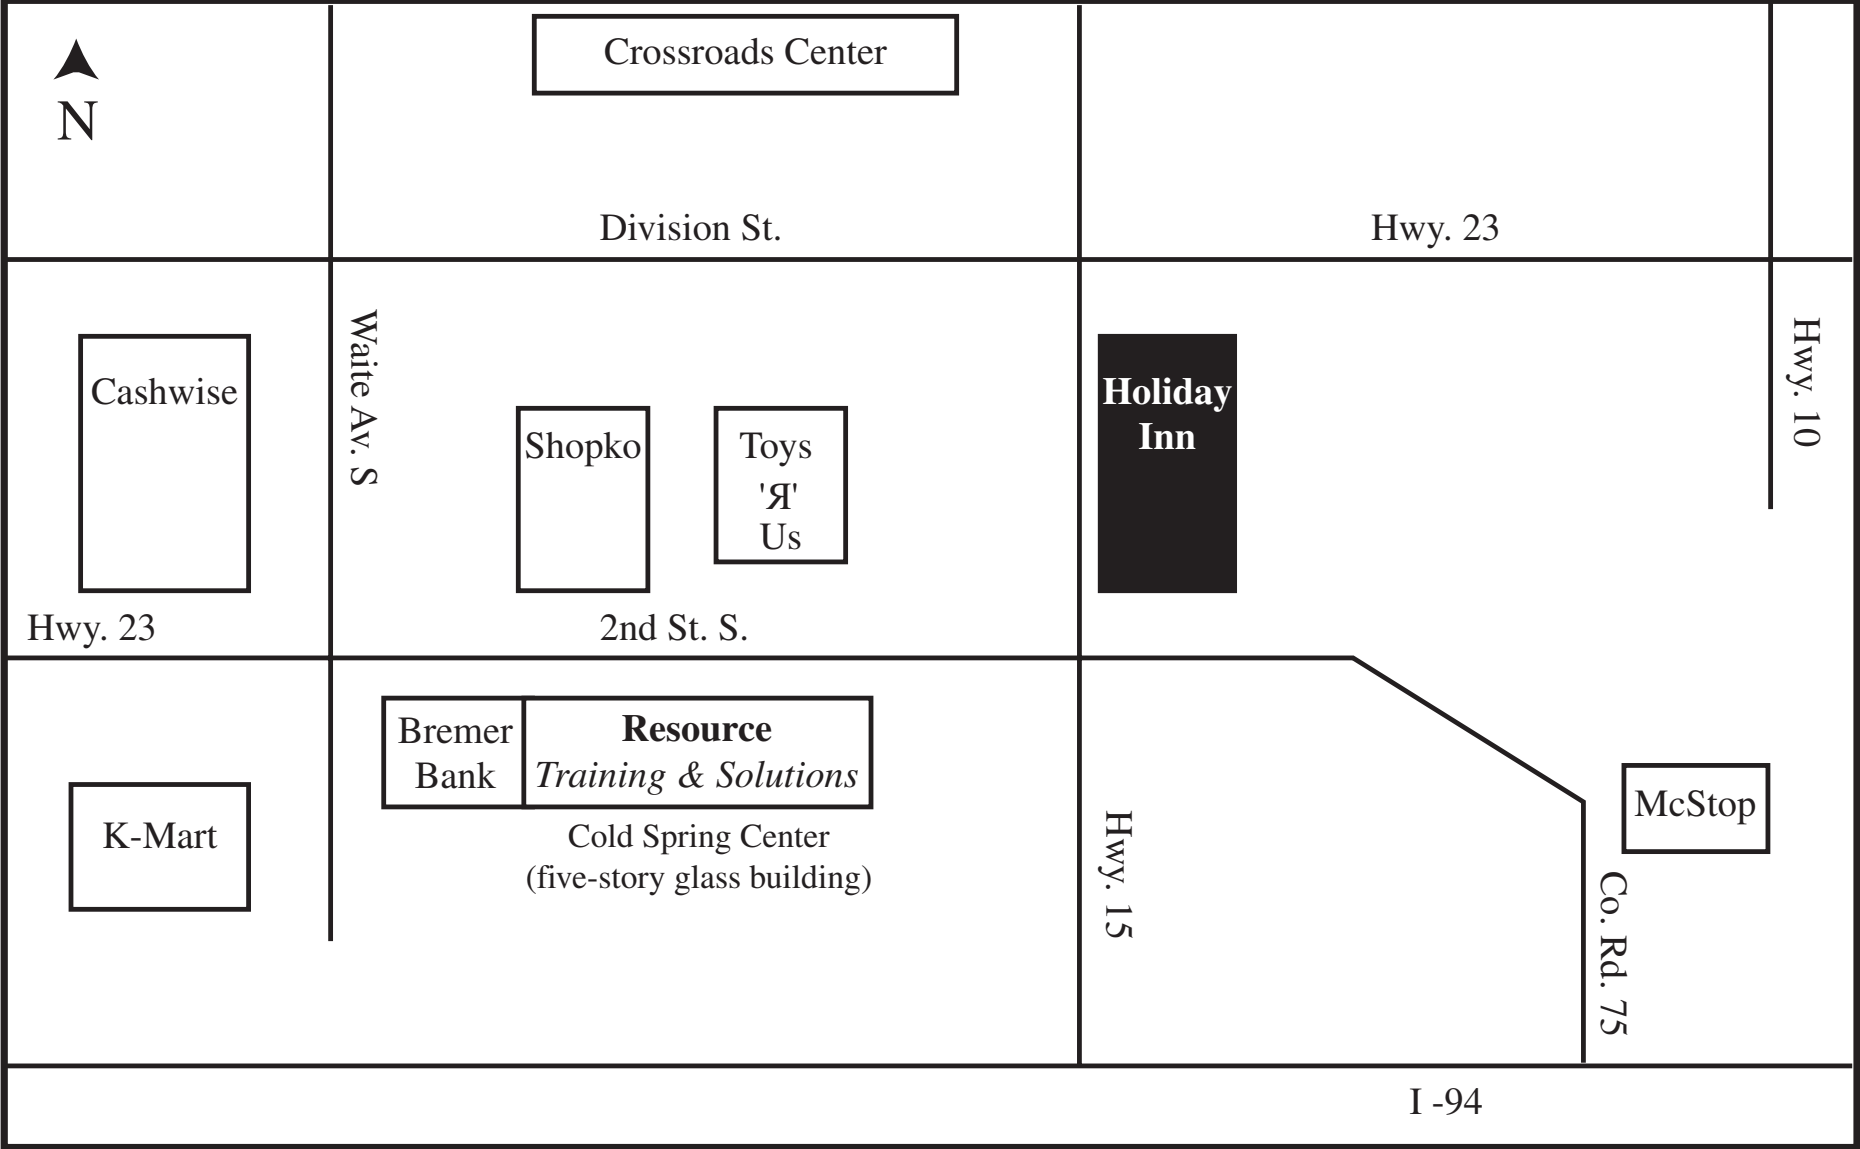 Crossroads Center
N
Division St.
Hwy. 23
Waite Av. S
Hwy. 10
Cashwise
Holiday
Inn
Shopko
Toys
'Я'
Us
Hwy. 23
2nd St. S.
Bremer
Bank
Resource
Training & Solutions
McStop
K-Mart
Cold Spring Center
(five-story glass building)
Hwy. 15
Co. Rd. 75
I -94